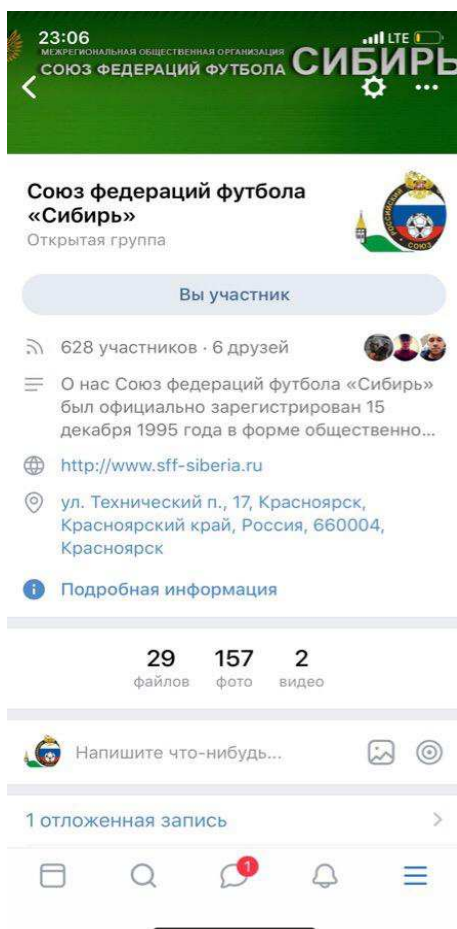 23:06
LTE
МЕЖРЕГИОНАЛЬНАЯ ОБЩЕСТВЕННАЯ ОРГАНИЗАЦИЯ
СОЮЗ ФЕДЕРАЦИЙ ФУТБОЛА СИБИРЬ
Союз федераций футбола
«Сибирь»
Открытая группа
РОССИЙСКИЙ
СОЮЗ
Вы участник
628 участников · 6 друзей
О нас Союз федераций футбола «Сибирь»
был официально зарегистрирован 15
декабря 1995 года в форме общественно...
http://www.sff-siberia.ru
ул. Технический п., 17, Красноярск,
Красноярский край, Россия, 660004,
Красноярск
Подробная информация
29 157 2
файлов фото видео
Напишите что-нибудь...
1 отложенная запись
1